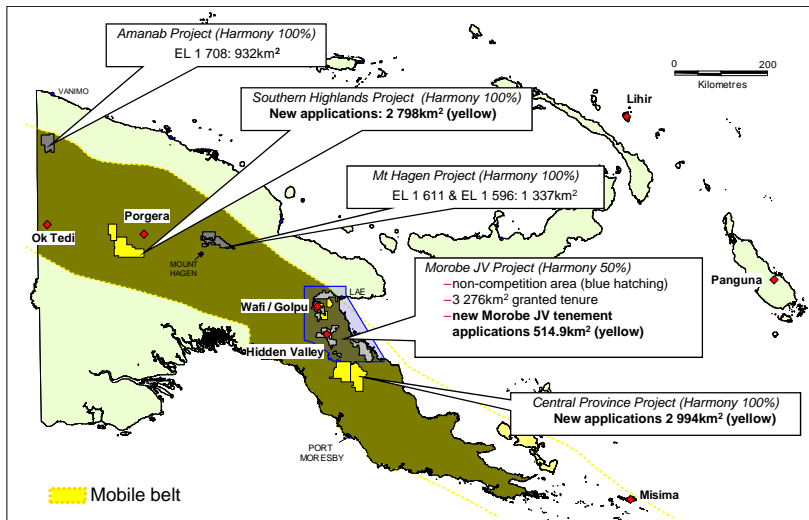 Amanab Project (Harmony 100%)
EL 1 708: 932km²
VANIMO
Southern Highlands Project (Harmony 100%)
New applications: 2 798km² (yellow)
0 200
Kilometres
Lihir
Mt Hagen Project (Harmony 100%)
EL 1 611 & EL 1 596: 1 337km²
Porgera
Ok Tedi
MOUNT
HAGEN
Morobe JV Project (Harmony 50%)
–non-competition area (blue hatching)
–3 276km² granted tenure
–new Morobe JV tenement
applications 514.9km² (yellow)
Panguna
LAE
Wafi / Golpu
Hidden Valley
Central Province Project (Harmony 100%)
New applications 2 994km² (yellow)
PORT
MORESBY
Misima
Mobile belt